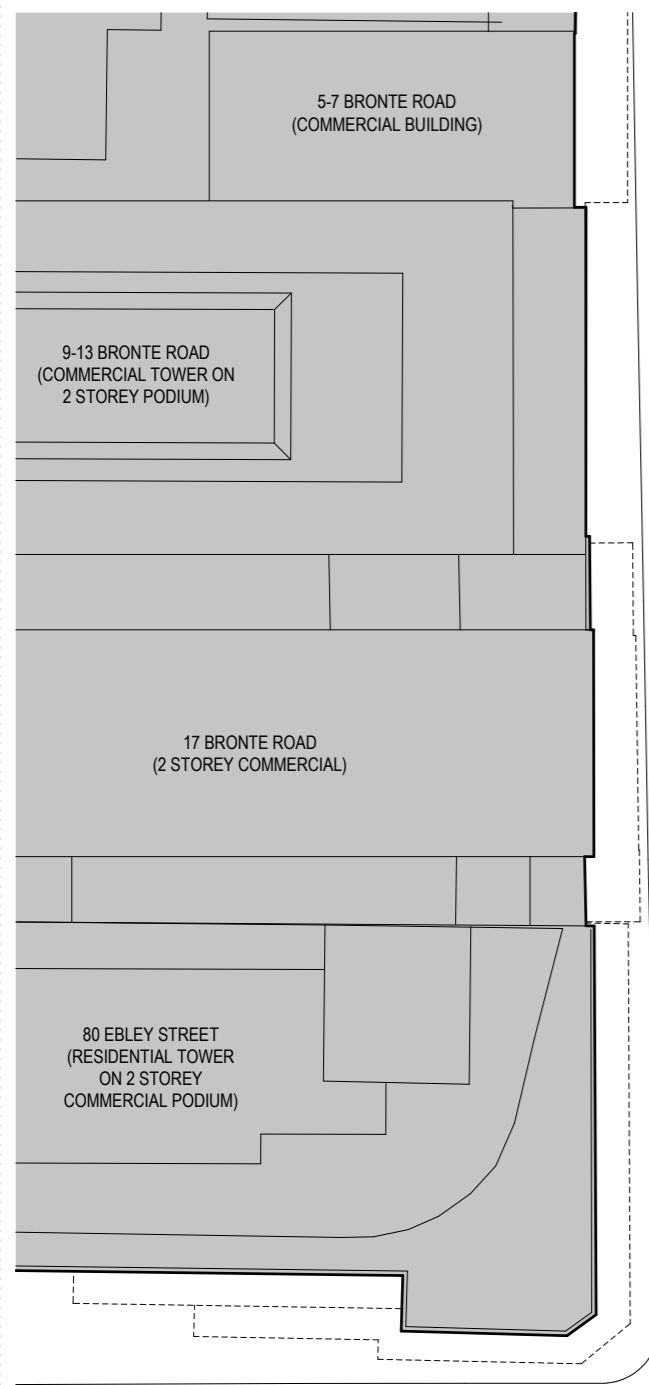 5-7 BRONTE ROAD
(COMMERCIAL BUILDING)
9-13 BRONTE ROAD
(COMMERCIAL TOWER ON
2 STOREY PODIUM)
17 BRONTE ROAD
(2 STOREY COMMERCIAL)
80 EBLEY STREET
(RESIDENTIAL TOWER
ON 2 STOREY
COMMERCIAL PODIUM)